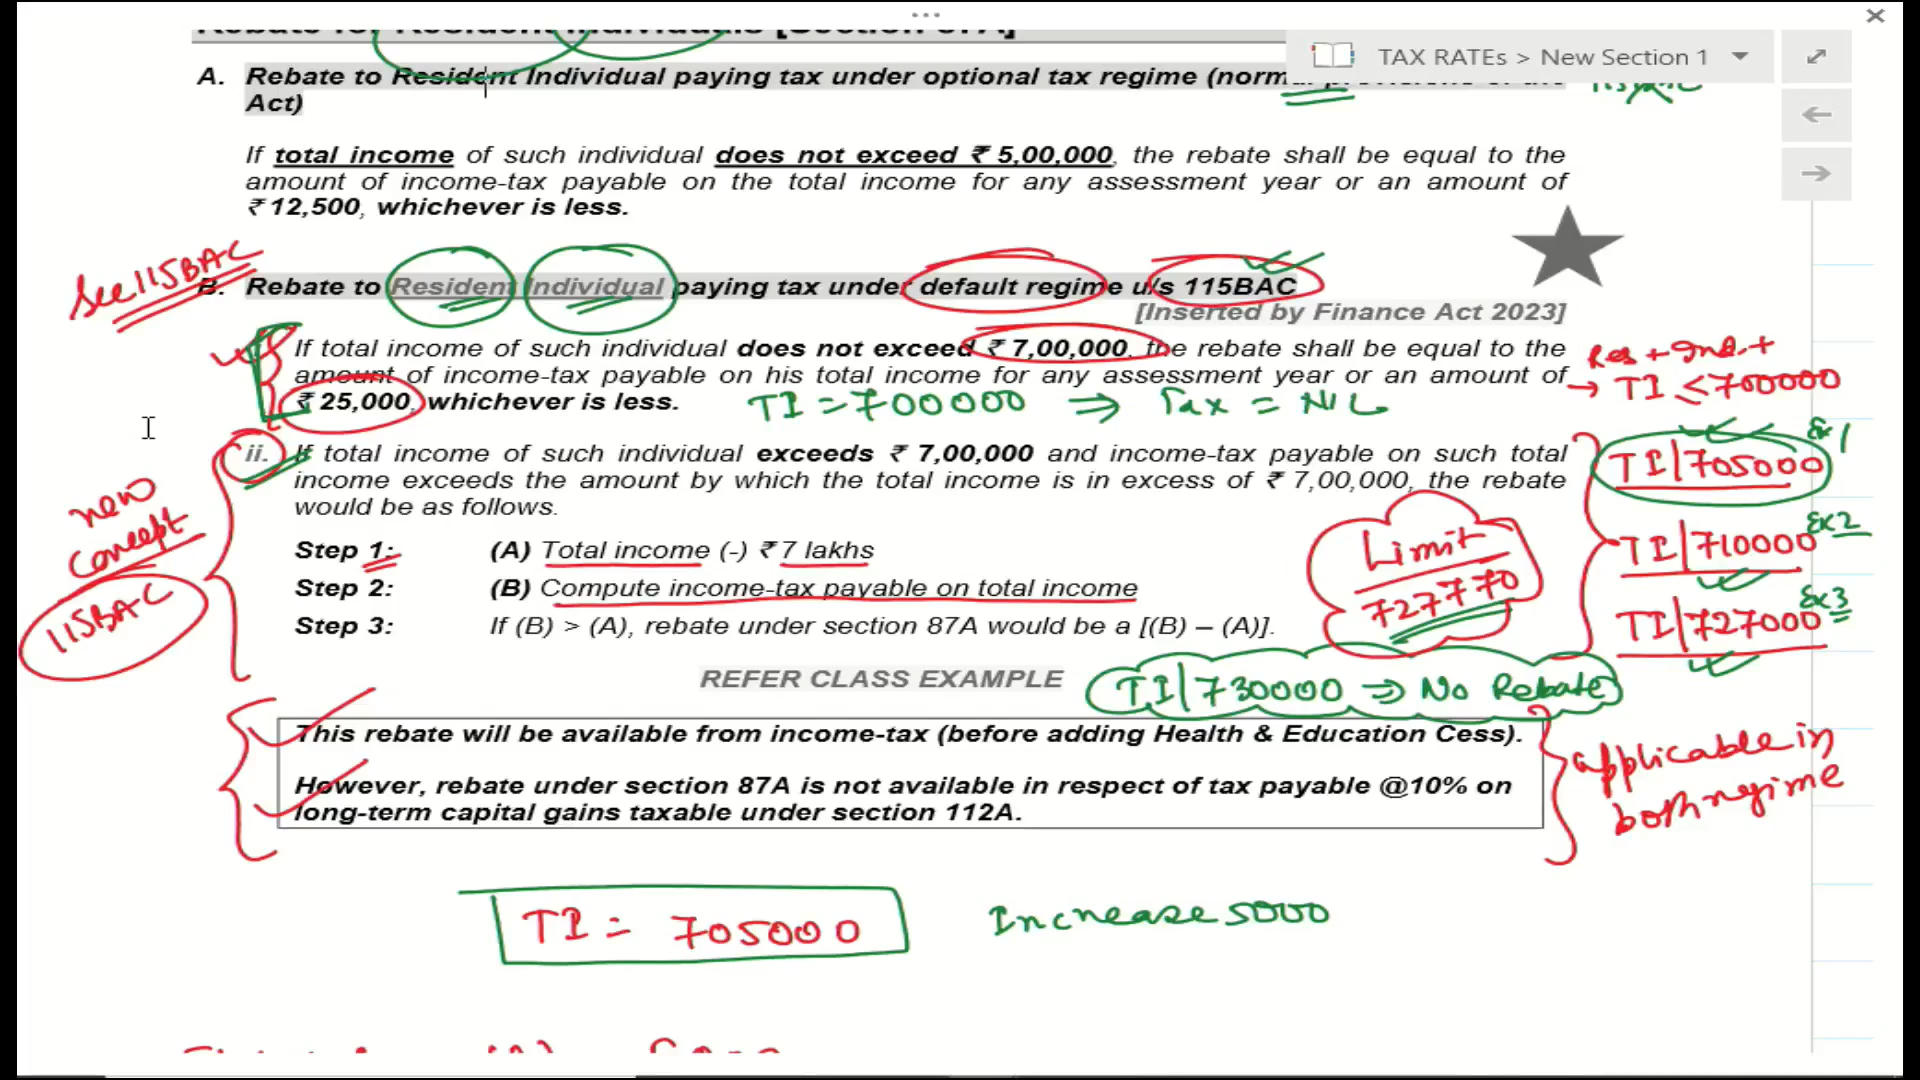 Rebate for Resident Individuals [Section 87A]
TAX RATEs > New Section 1
A. Rebate to Resident Individual paying tax under optional tax regime (normal provisions of the
Act)
If total income of such individual does not exceed ₹ 5,00,000, the rebate shall be equal to the
amount of income-tax payable on the total income for any assessment year or an amount of
₹ 12,500, whichever is less.
See 115BAC
B. Rebate to Resident Individual paying tax under default regime u/s 115BAC
[Inserted by Finance Act 2023]
If total income of such individual does not exceed ₹ 7,00,000, the rebate shall be equal to the
amount of income-tax payable on his total income for any assessment year or an amount of
₹ 25,000, whichever is less.
TI = 700000 ⇒ Tax = NIL
Res + Ind. +
→ TI ≤ 700000
ii. If total income of such individual exceeds ₹ 7,00,000 and income-tax payable on such total
income exceeds the amount by which the total income is in excess of ₹ 7,00,000, the rebate
would be as follows.
Ex 1
TI|705000
new
concept
115BAC
Step 1: (A) Total income (-) ₹ 7 lakhs
Step 2: (B) Compute income-tax payable on total income
Step 3: If (B) > (A), rebate under section 87A would be a [(B) – (A)].
Limit
727770
Ex 2
TI|710000
Ex 3
TI|727000
REFER CLASS EXAMPLE
TI|730000 ⇒ No Rebate
This rebate will be available from income-tax (before adding Health & Education Cess).
However, rebate under section 87A is not available in respect of tax payable @10% on
long-term capital gains taxable under section 112A.
applicable in
both regime
TI = 705000
Increase 5000